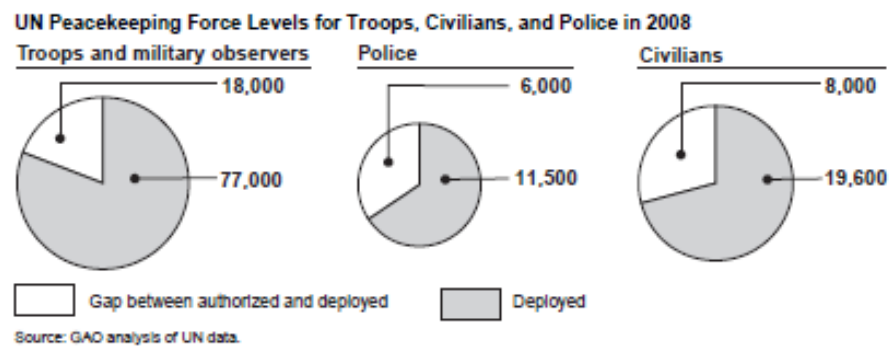 UN Peacekeeping Force Levels for Troops, Civilians, and Police in 2008
Troops and military observers
18,000
77,000
Police
6,000
11,500
Civilians
8,000
19,600
Gap between authorized and deployed
Deployed
Source: GAO analysis of UN data.